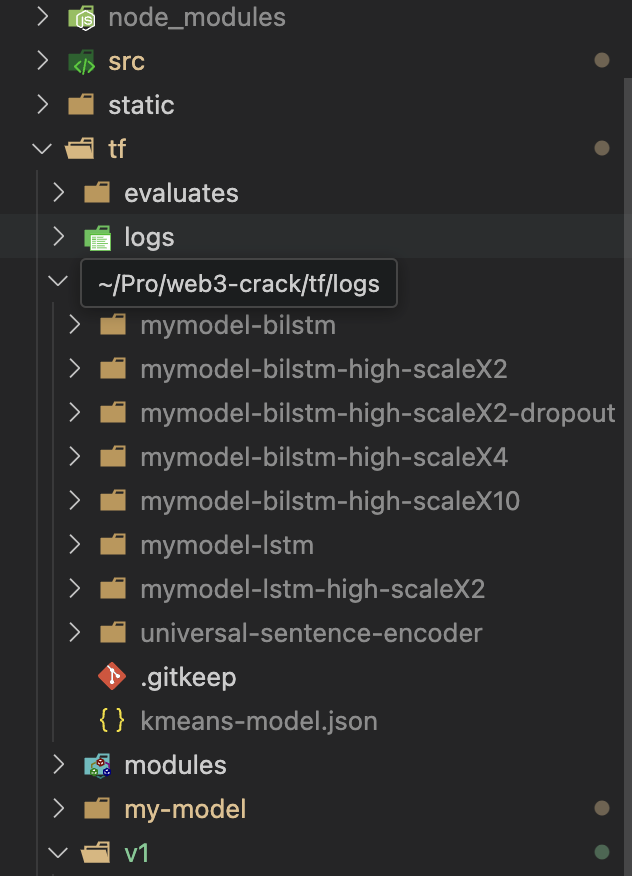 node_modules
src
static
tf
evaluates
logs
~/Pro/web3-crack/tf/logs
mymodel-bilstm
mymodel-bilstm-high-scaleX2
mymodel-bilstm-high-scaleX2-dropout
mymodel-bilstm-high-scaleX4
mymodel-bilstm-high-scaleX10
mymodel-lstm
mymodel-lstm-high-scaleX2
universal-sentence-encoder
.gitkeep
kmeans-model.json
modules
my-model
v1